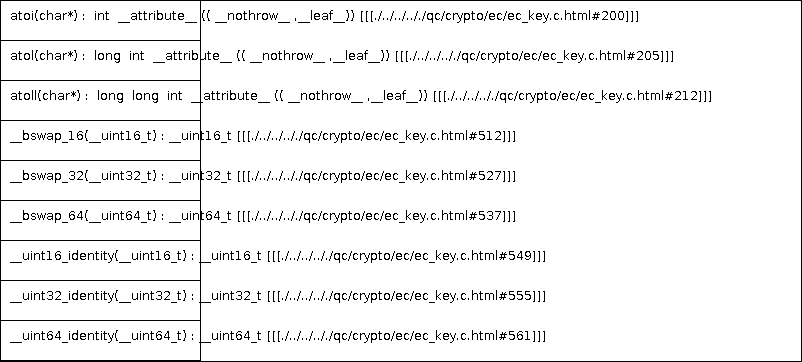 atoi(char*) : int __attribute__ (( __nothrow__ ,__leaf__)) [[[./../../../qc/crypto/ec/ec_key.c.html#200]]]
atol(char*) : long int __attribute__ (( __nothrow__ ,__leaf__)) [[[./../../../qc/crypto/ec/ec_key.c.html#205]]]
atoll(char*) : long long int __attribute__ (( __nothrow__ ,__leaf__)) [[[./../../../qc/crypto/ec/ec_key.c.html#212]]]
__bswap_16(__uint16_t) : __uint16_t [[[./../../../qc/crypto/ec/ec_key.c.html#512]]]
__bswap_32(__uint32_t) : __uint32_t [[[./../../../qc/crypto/ec/ec_key.c.html#527]]]
__bswap_64(__uint64_t) : __uint64_t [[[./../../../qc/crypto/ec/ec_key.c.html#537]]]
__uint16_identity(__uint16_t) : __uint16_t [[[./../../../qc/crypto/ec/ec_key.c.html#549]]]
__uint32_identity(__uint32_t) : __uint32_t [[[./../../../qc/crypto/ec/ec_key.c.html#555]]]
__uint64_identity(__uint64_t) : __uint64_t [[[./../../../qc/crypto/ec/ec_key.c.html#561]]]